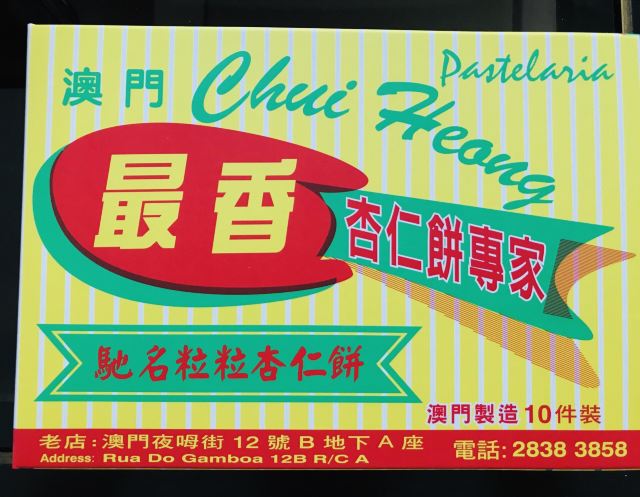 澳門 Chui Heong
Pastelaria
最香
杏仁餅專家
馳名粒粒杏仁餅
澳門製造 10件裝
老店:澳門夜呣街 12 號 B 地下 A 座
Address: Rua Do Gamboa 12B R/C A
電話: 2838 3858